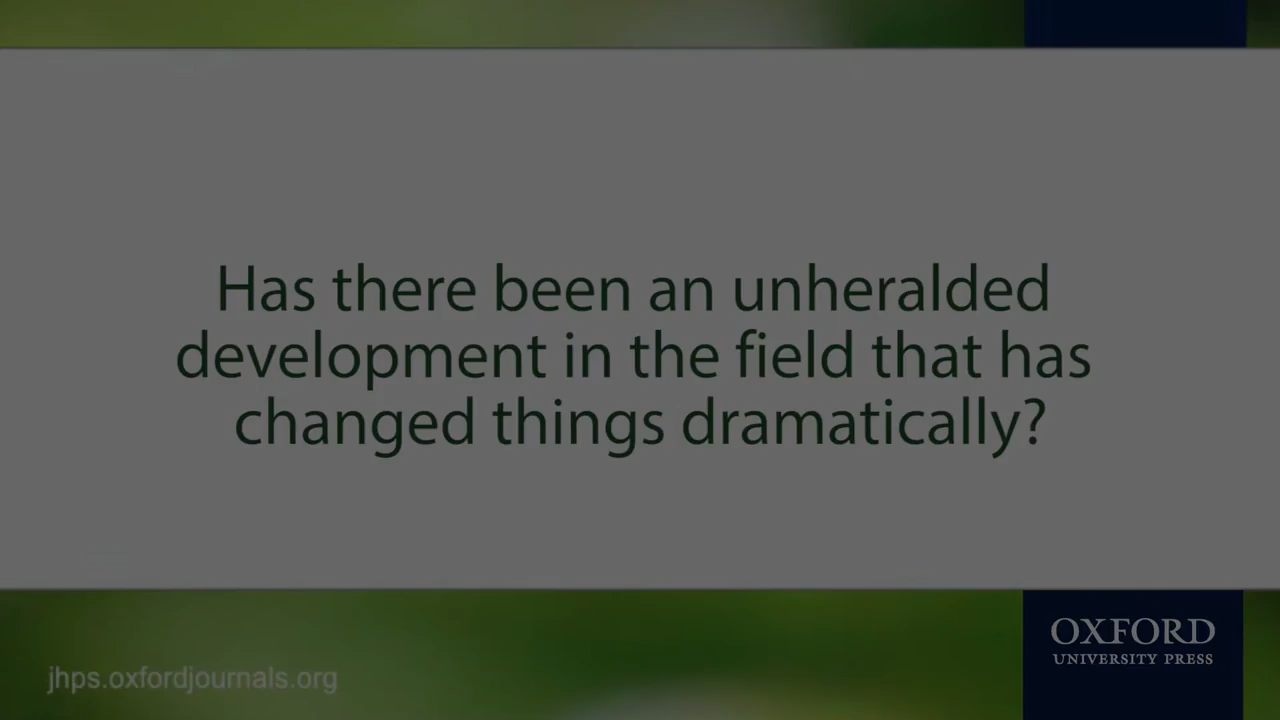 Has there been an unheralded
development in the field that has
changed things dramatically?
OXFORD
UNIVERSITY PRESS
jhps.oxfordjournals.org